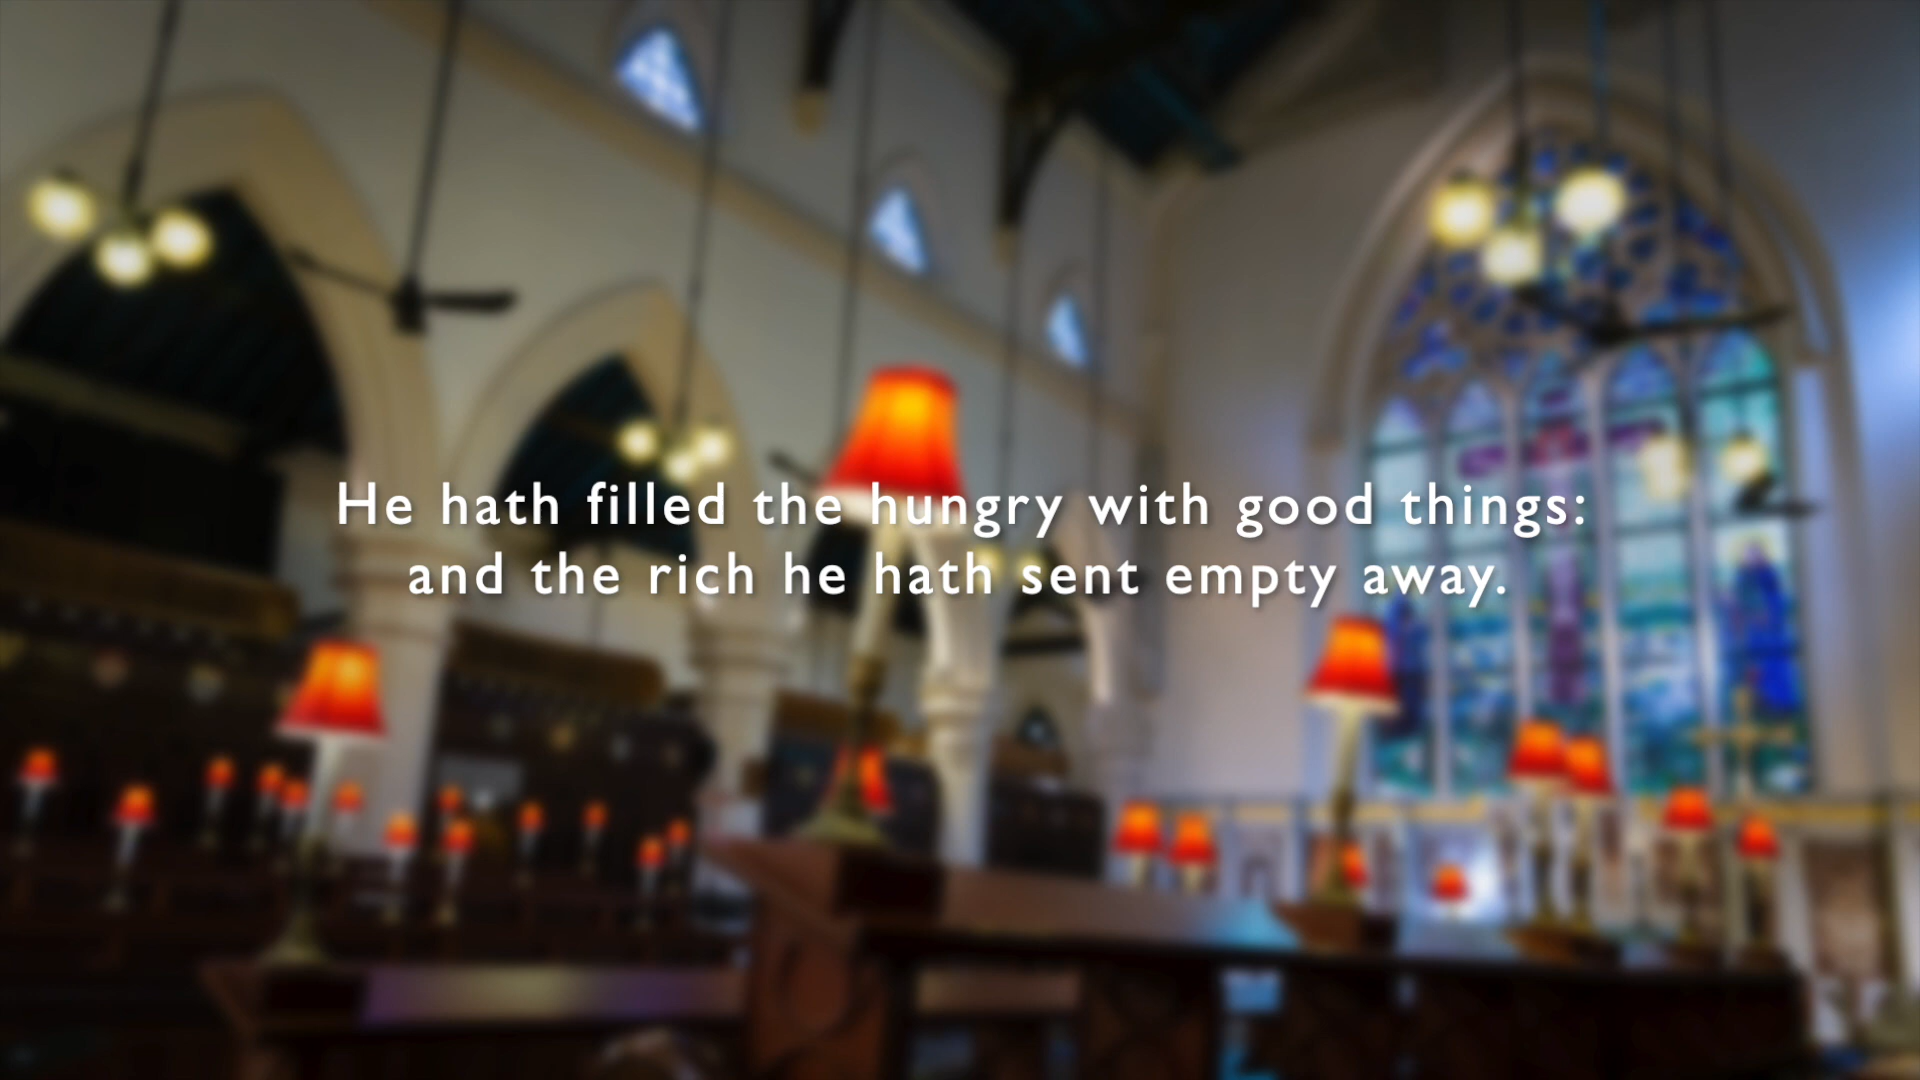 He hath filled the hungry with good things:
and the rich he hath sent empty away.